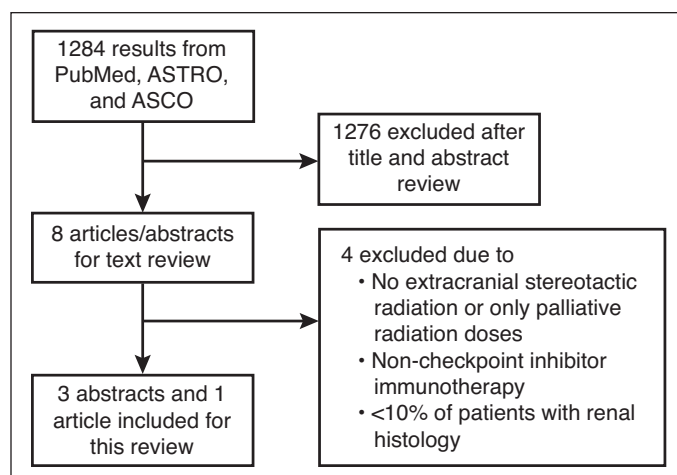 1284 results from
PubMed, ASTRO,
and ASCO
1276 excluded after
title and abstract
review
8 articles/abstracts
for text review
4 excluded due to
• No extracranial stereotactic
radiation or only palliative
radiation doses
• Non-checkpoint inhibitor
immunotherapy
• <10% of patients with renal
histology
3 abstracts and 1
article included for
this review